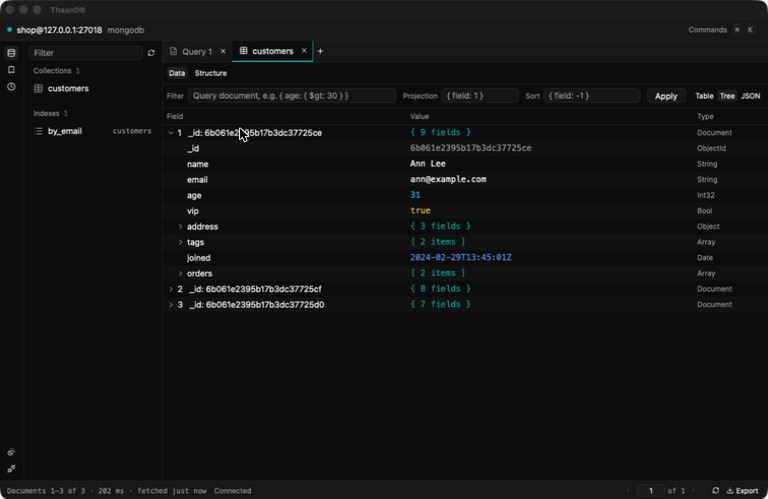 ThaanDB
shop@127.0.0.1:27018 mongodb Commands ⌘ K
Filter
Collections 1
customers
Indexes 1
by_email customers
Query 1 × customers × +
Data Structure
Filter Query document, e.g. { age: { $gt: 30 } } Projection { field: 1 } Sort { field: -1 } Apply Table Tree JSON
Field Value Type
1 _id: 6b061e2395b17b3dc37725ce { 9 fields } Document
_id 6b061e2395b17b3dc37725ce ObjectId
name Ann Lee String
email ann@example.com String
age 31 Int32
vip true Bool
address { 3 fields } Object
tags [ 2 items ] Array
joined 2024-02-29T13:45:01Z Date
orders [ 2 items ] Array
2 _id: 6b061e2395b17b3dc37725cf { 8 fields } Document
3 _id: 6b061e2395b17b3dc37725d0 { 7 fields } Document
Documents 1–3 of 3 · 202 ms · fetched just now Connected 1 of 1 Export